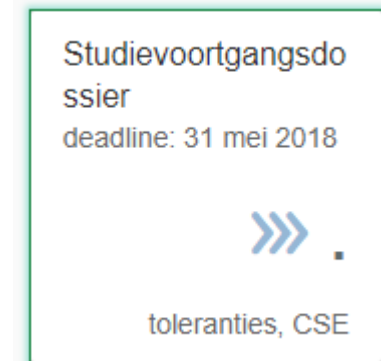 Studievoortgangsdo
ssier
deadline: 31 mei 2018
.
toleranties, CSE